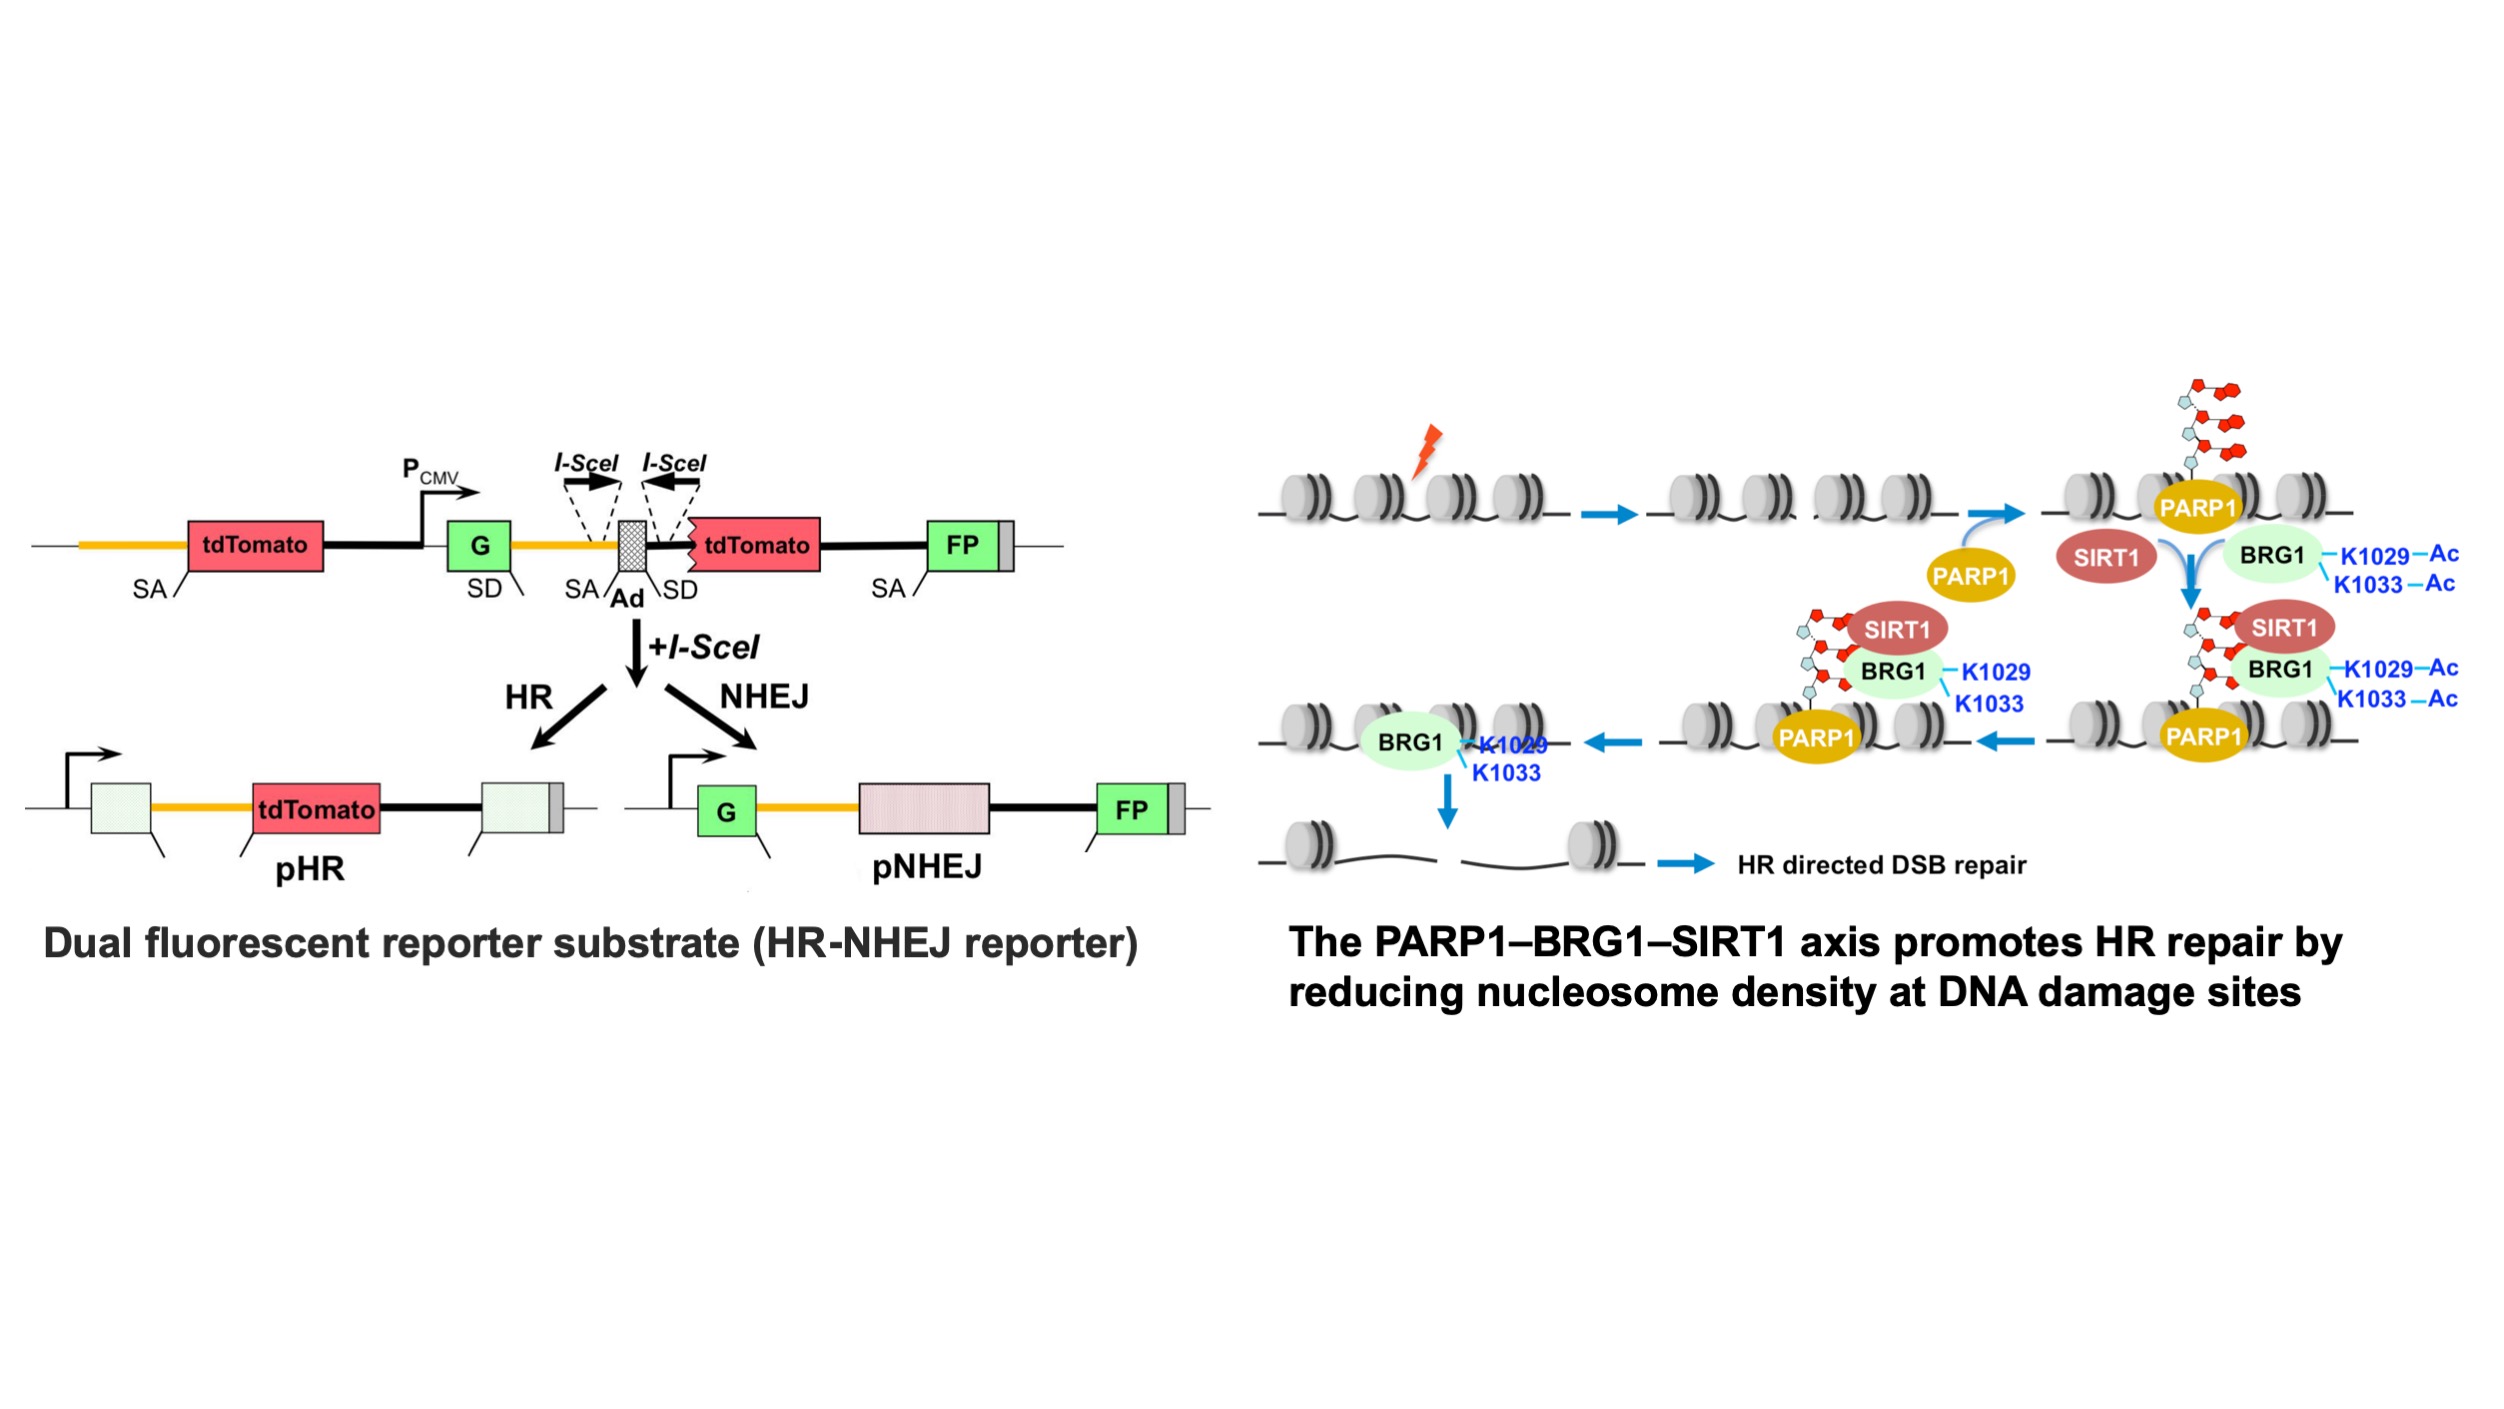 P CMV
I-SceI I-SceI
tdTomato G tdTomato FP
SA SD SA Ad SD SA
+I-SceI
HR NHEJ
tdTomato G FP
pHR pNHEJ
Dual fluorescent reporter substrate (HR-NHEJ reporter)
PARP1
PARP1
SIRT1 BRG1 K1029 Ac
K1033 Ac
SIRT1
BRG1 K1029 Ac
K1033 Ac
PARP1
SIRT1
BRG1 K1029
K1033
PARP1
BRG1 K1029
K1033
HR directed DSB repair
The PARP1–BRG1–SIRT1 axis promotes HR repair by
reducing nucleosome density at DNA damage sites